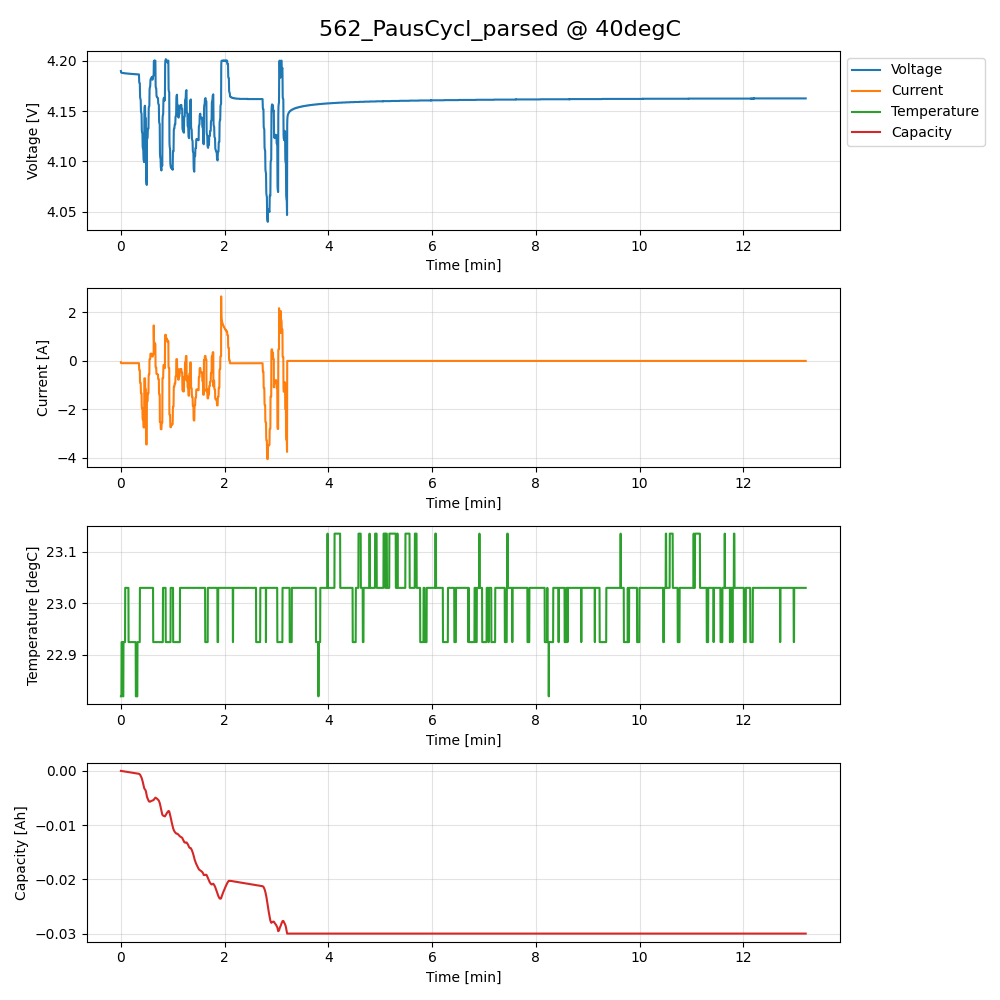 562_PausCycl_parsed @ 40degC
Voltage
Current
Temperature
Capacity
Voltage [V]
4.20
4.15
4.10
4.05
0 2 4 6 8 10 12
Time [min]
Current [A]
2
0
−2
−4
0 2 4 6 8 10 12
Time [min]
Temperature [degC]
23.1
23.0
22.9
0 2 4 6 8 10 12
Time [min]
Capacity [Ah]
0.00
−0.01
−0.02
−0.03
0 2 4 6 8 10 12
Time [min]